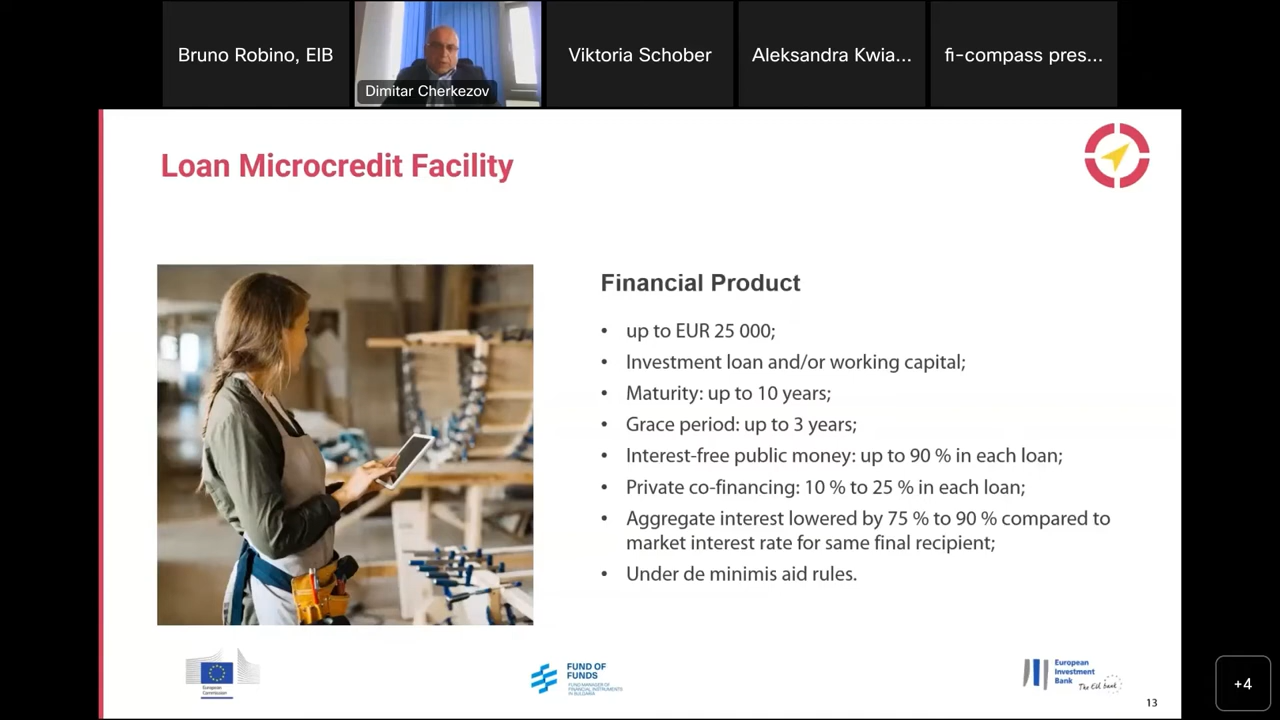 Bruno Robino, EIB
Dimitar Cherkezov
Viktoria Schober
Aleksandra Kwia...
fi-compass pres...
Loan Microcredit Facility
Financial Product
• up to EUR 25 000;
• Investment loan and/or working capital;
• Maturity: up to 10 years;
• Grace period: up to 3 years;
• Interest-free public money: up to 90 % in each loan;
• Private co-financing: 10 % to 25 % in each loan;
• Aggregate interest lowered by 75 % to 90 % compared to
market interest rate for same final recipient;
• Under de minimis aid rules.
European
Commission
FUND OF
FUNDS
FUND MANAGER OF
FINANCIAL INSTRUMENTS
IN BULGARIA
European
Investment
Bank
The EU bank
13
+4